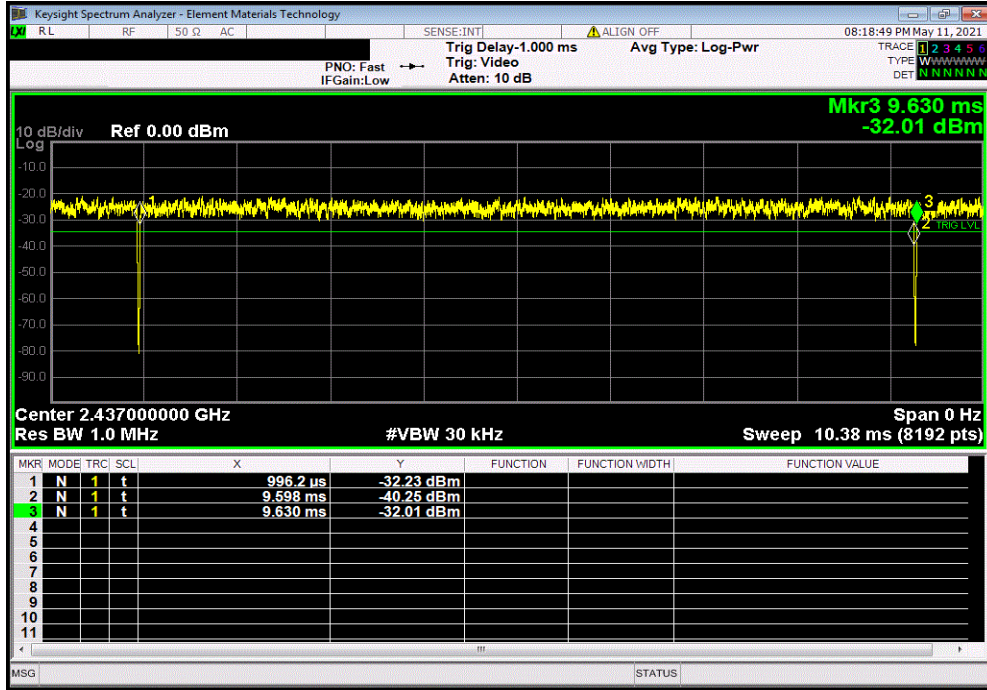 Keysight Spectrum Analyzer - Element Materials Technology
LXI RL RF 50 Ω AC SENSE:INT ALIGN OFF 08:18:49 PM May 11, 2021
Trig Delay-1.000 ms Avg Type: Log-Pwr TRACE 1 2 3 4 5 6
PNO: Fast Trig: Video TYPE WWWWWW
IFGain:Low Atten: 10 dB DET N N N N N N
Mkr3 9.630 ms
-32.01 dBm
10 dB/div Ref 0.00 dBm
Log
-10.0
-20.0
1
3
-30.0
2 TRIG LVL
-40.0
-50.0
-60.0
-70.0
-80.0
-90.0
Center 2.437000000 GHz Span 0 Hz
Res BW 1.0 MHz #VBW 30 kHz Sweep 10.38 ms (8192 pts)
MKR MODE TRC SCL X Y FUNCTION FUNCTION WIDTH FUNCTION VALUE
1 N 1 t 996.2 µs -32.23 dBm
2 N 1 t 9.598 ms -40.25 dBm
3 N 1 t 9.630 ms -32.01 dBm
4
5
6
7
8
9
10
11
MSG STATUS